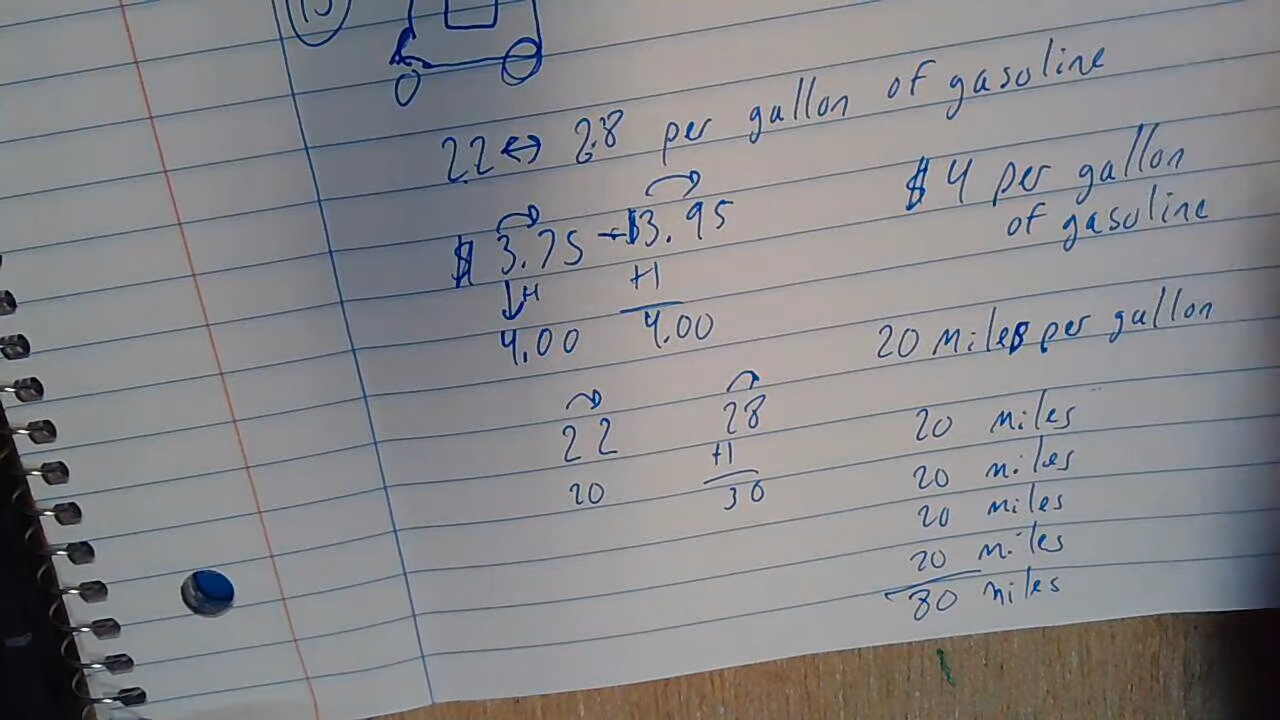 15
22 ↔ 28 per gallon of gasoline
$4 per gallon
of gasoline
$3.75 - $3.95
+1 +1
4.00 4.00
20 miles per gallon
22 28
+1
20 30
20 miles
20 miles
20 miles
20 miles
80 miles